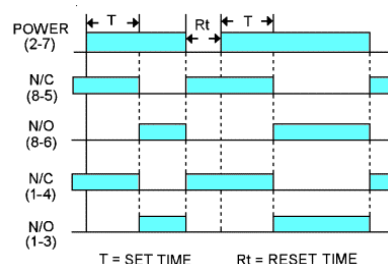 POWER
(2-7)
T
Rt
T
N/C
(8-5)
N/O
(8-6)
N/C
(1-4)
N/O
(1-3)
T = SET TIME
Rt = RESET TIME